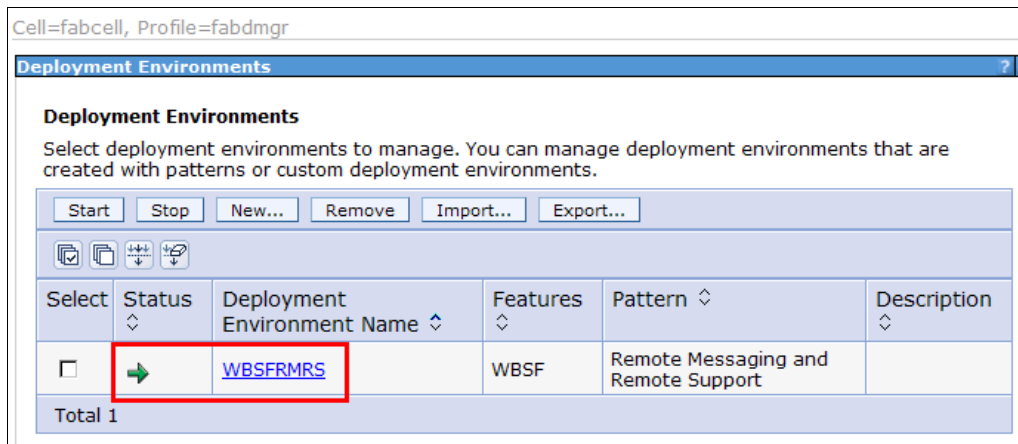 Cell=fabcell, Profile=fabdmgr
Deployment Environments ?
Deployment Environments
Select deployment environments to manage. You can manage deployment environments that are
created with patterns or custom deployment environments.
Start Stop New... Remove Import... Export...
Select Status Deployment Features Pattern Description
Environment Name
WBSFRMRS WBSF Remote Messaging and
Remote Support
Total 1